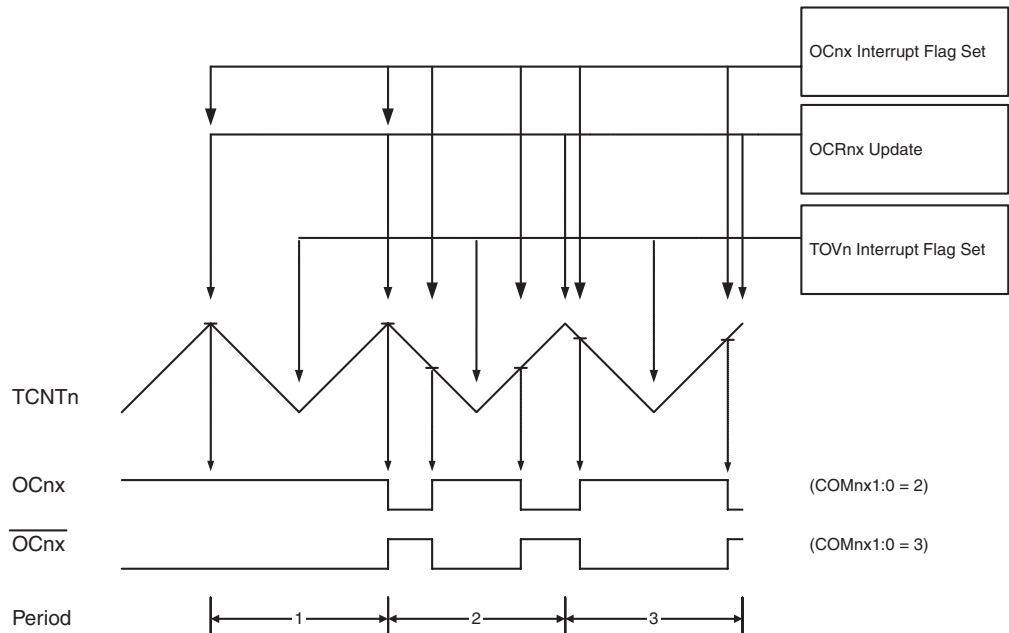 OCnx Interrupt Flag Set
OCRnx Update
TOVn Interrupt Flag Set
TCNTn
OCnx (COMnx1:0 = 2)
OCnx (COMnx1:0 = 3)
Period 1 2 3